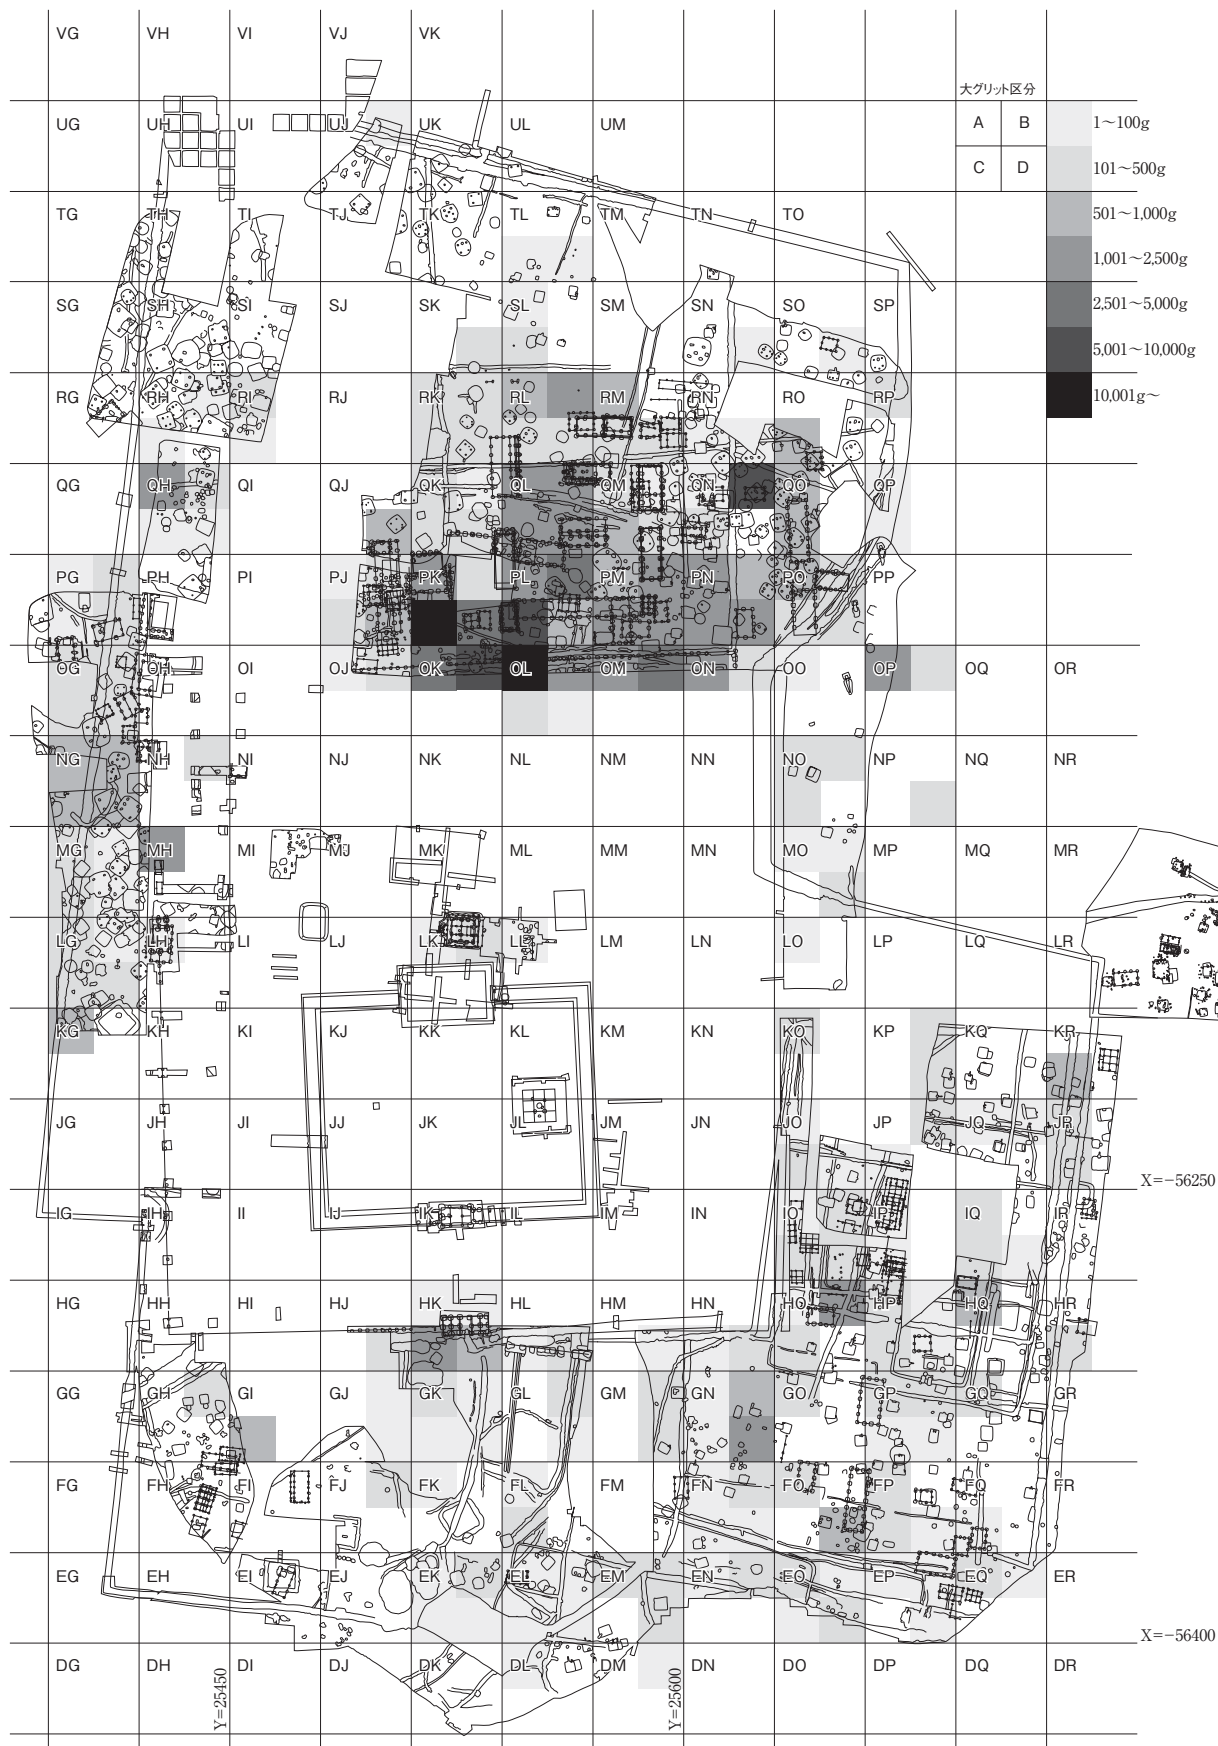 VG VH VI VJ VK
大グリット区分
UG UH UI UJ UK UL UM A B 1～100g
C D 101～500g
TG TH TI TJ TK TL TM TN TO 501～1,000g
1,001～2,500g
SG SH SI SJ SK SL SM SN SO SP 2,501～5,000g
5,001～10,000g
RG RH RI RJ RK RL RM RN RO RP 10,001g～
QG QH QI QJ QK QL QM QN QO QP
PG PH PI PJ PK PL PM PN PO PP
OG OH OI OJ OK OL OM ON OO OP OQ OR
NG NH NI NJ NK NL NM NN NO NP NQ NR
MG MH MI MJ MK ML MM MN MO MP MQ MR
LG LH LI LJ LK LL LM LN LO LP LQ LR
KG KH KI KJ KK KL KM KN KO KP KQ KR
JG JH JI JJ JK JL JM JN JO JP JQ JR
X=-56250
IG IH II IJ IK IL IM IN IO IP IQ IR
HG HH HI HJ HK HL HM HN HO HP HQ HR
GG GH GI GJ GK GL GM GN GO GP GQ GR
FG FH FI FJ FK FL FM FN FO FP FQ FR
EG EH EI EJ EK EL EM EN EO EP EQ ER
X=-56400
DG DH DI DJ DK DL DM DN DO DP DQ DR
Y=25450
Y=25600